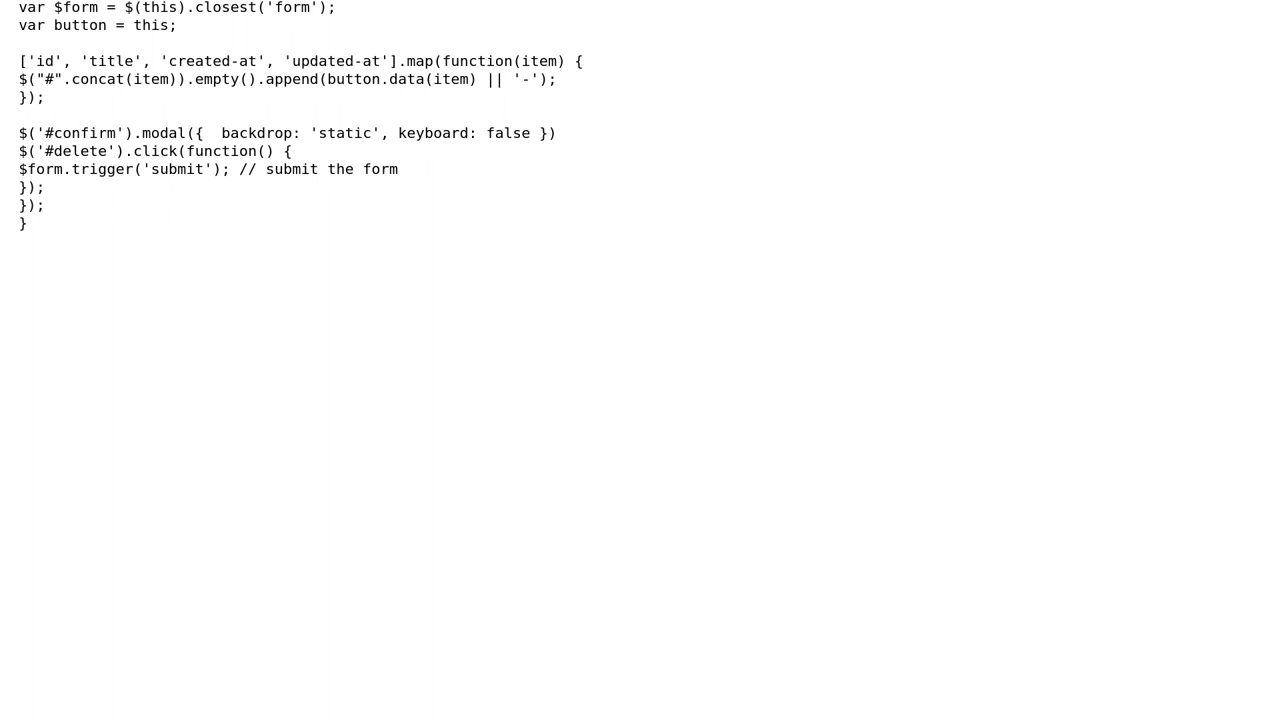 var $form = $(this).closest('form');
var button = this;

['id', 'title', 'created-at', 'updated-at'].map(function(item) {
$("#".concat(item)).empty().append(button.data(item) || '-');
});

$('#confirm').modal({  backdrop: 'static', keyboard: false })
$('#delete').click(function() {
$form.trigger('submit'); // submit the form
});
});
}